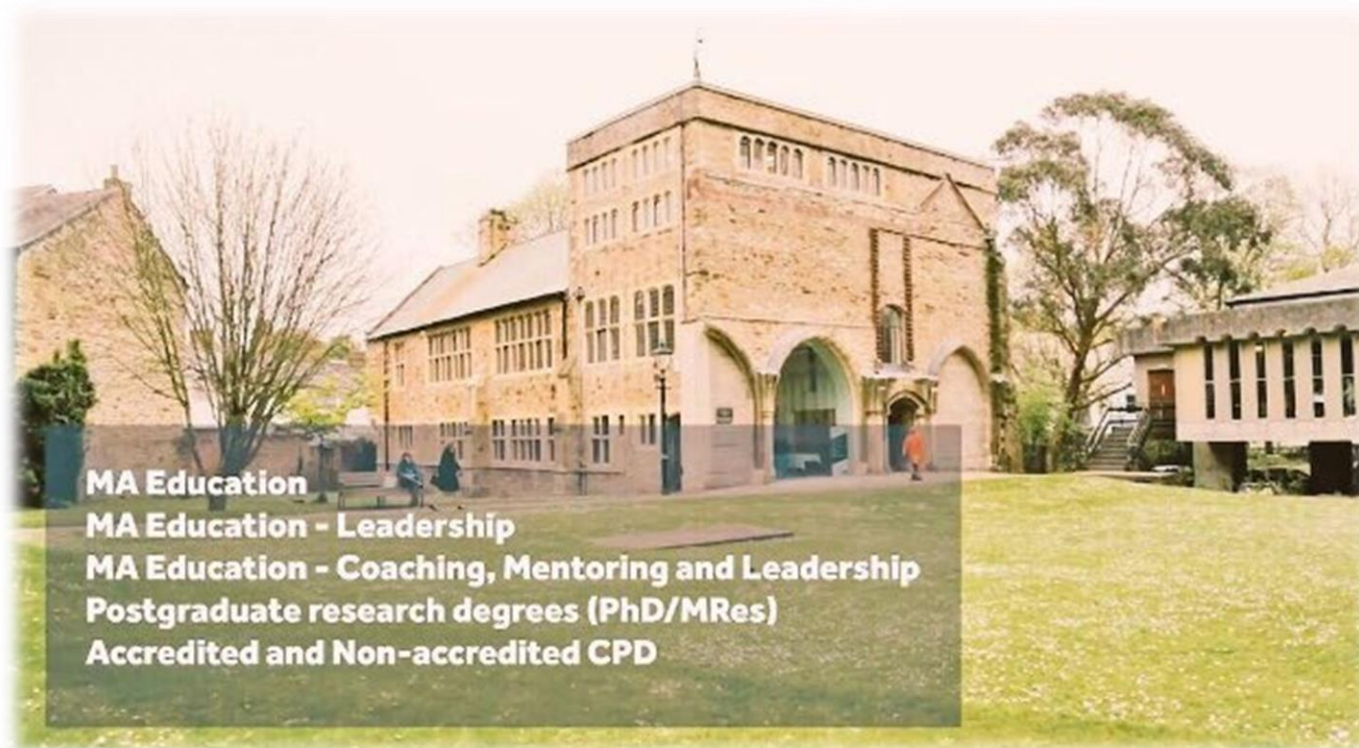 MA Education
MA Education - Leadership
MA Education - Coaching, Mentoring and Leadership
Postgraduate research degrees (PhD/MRes)
Accredited and Non-accredited CPD